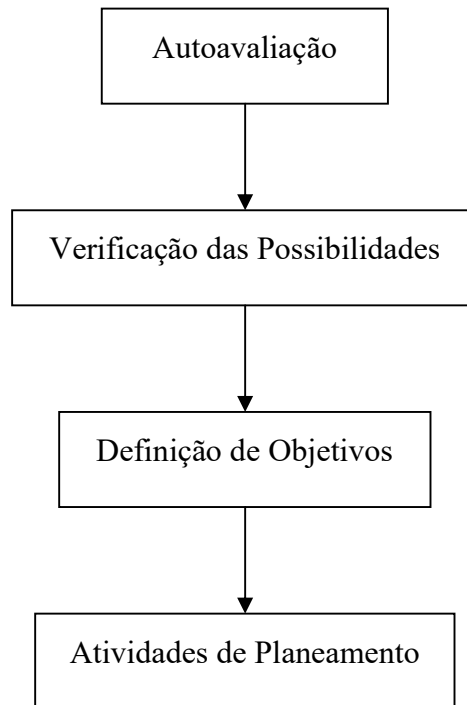 Autoavaliação
Verificação das Possibilidades
Definição de Objetivos
Atividades de Planeamento